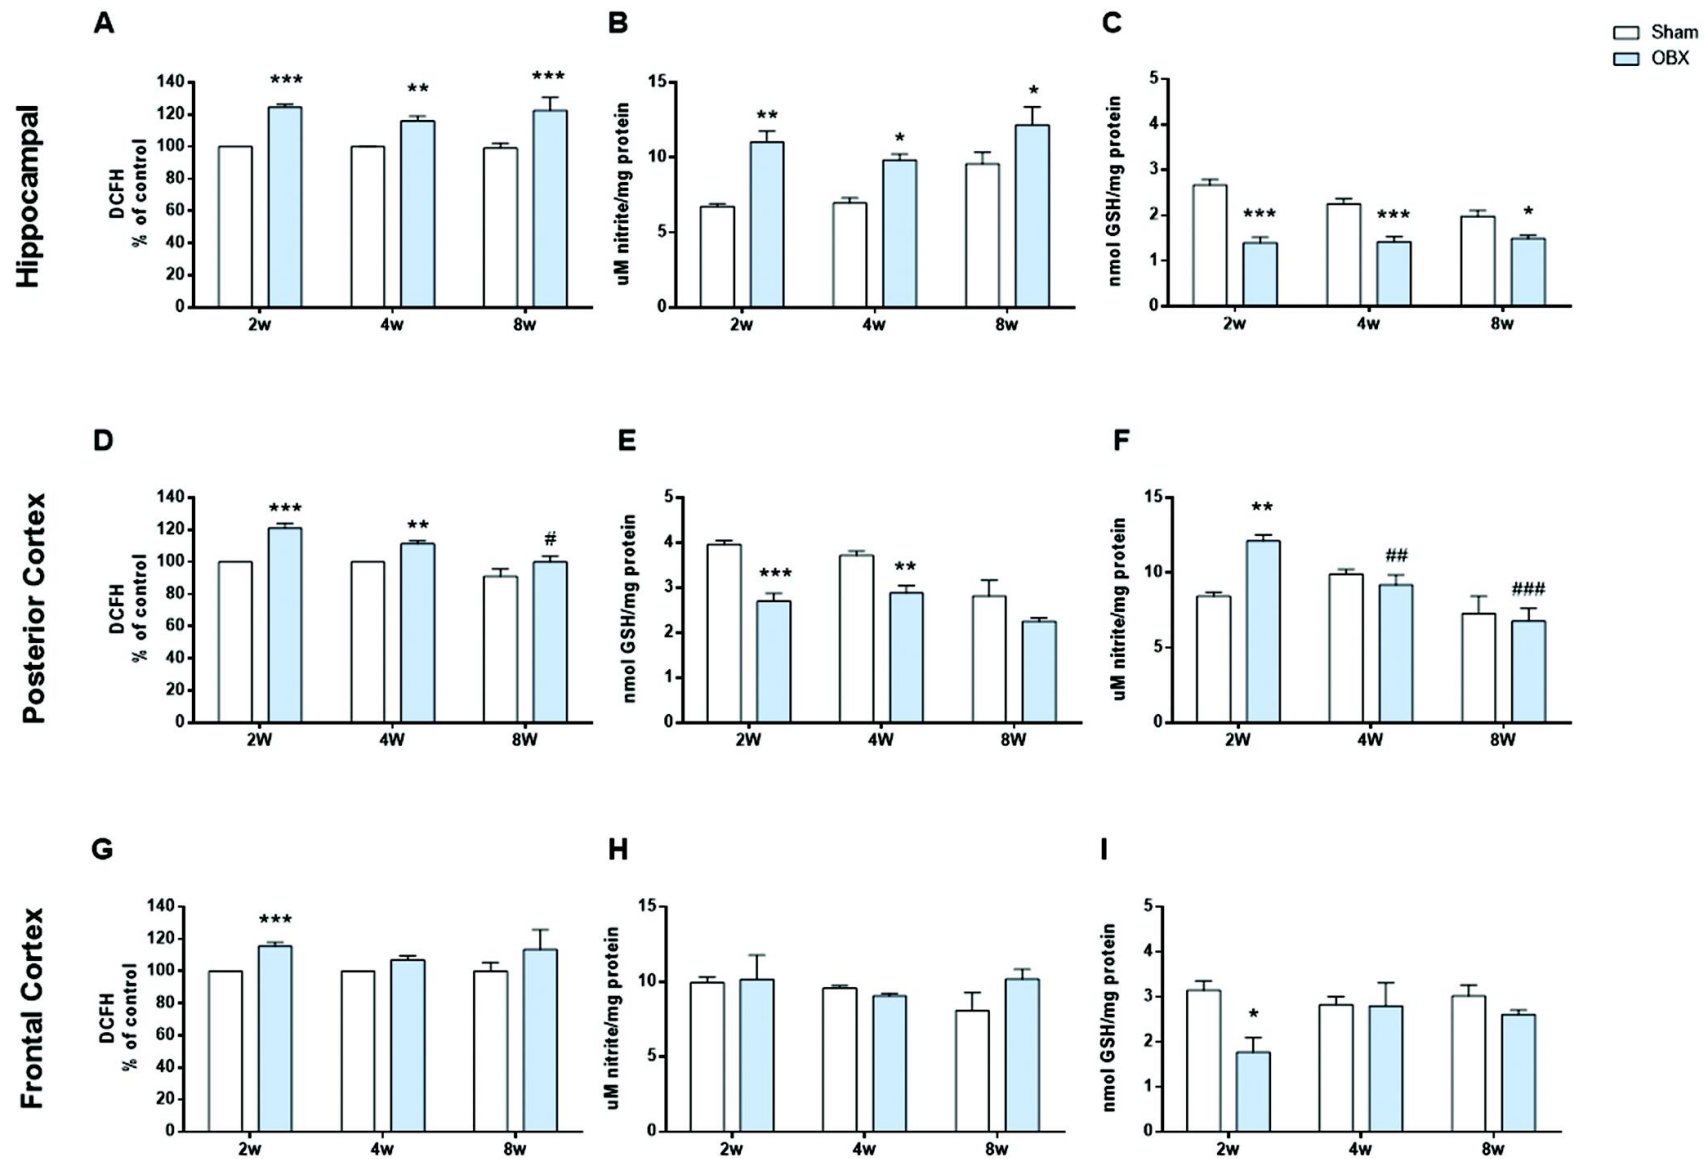 A
B
C
Sham
OBX
Hippocampal
DCFH
% of control
140
120
100
80
60
40
20
0
***
**
***
2w
4w
8w
uM nitrite/mg protein
15
10
5
0
**
*
*
2w
4w
8w
nmol GSH/mg protein
5
4
3
2
1
0
***
***
*
2w
4w
8w
D
E
F
Posterior Cortex
DCFH
% of control
140
120
100
80
60
40
20
0
***
**
#
2W
4W
8W
nmol GSH/mg protein
5
4
3
2
1
0
***
**
2W
4W
8W
uM nitrite/mg protein
15
10
5
0
**
##
###
2W
4W
8W
G
H
I
Frontal Cortex
DCFH
% of control
140
120
100
80
60
40
20
0
***
2w
4w
8w
uM nitrite/mg protein
15
10
5
0
2w
4w
8w
nmol GSH/mg protein
5
4
3
2
1
0
*
2w
4w
8w